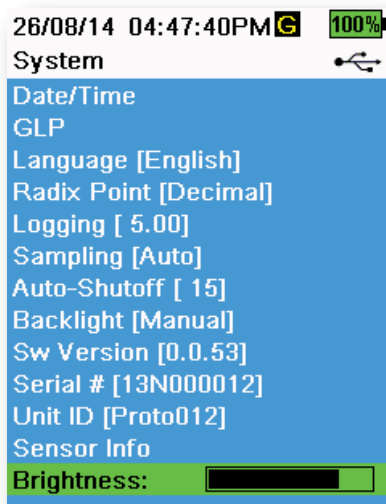 26/08/14 04:47:40PM G 100%
System
Date/Time
GLP
Language [English]
Radix Point [Decimal]
Logging [ 5.00]
Sampling [Auto]
Auto-Shutoff [ 15]
Backlight [Manual]
Sw Version [0.0.53]
Serial # [13N000012]
Unit ID [Proto012]
Sensor Info
Brightness: